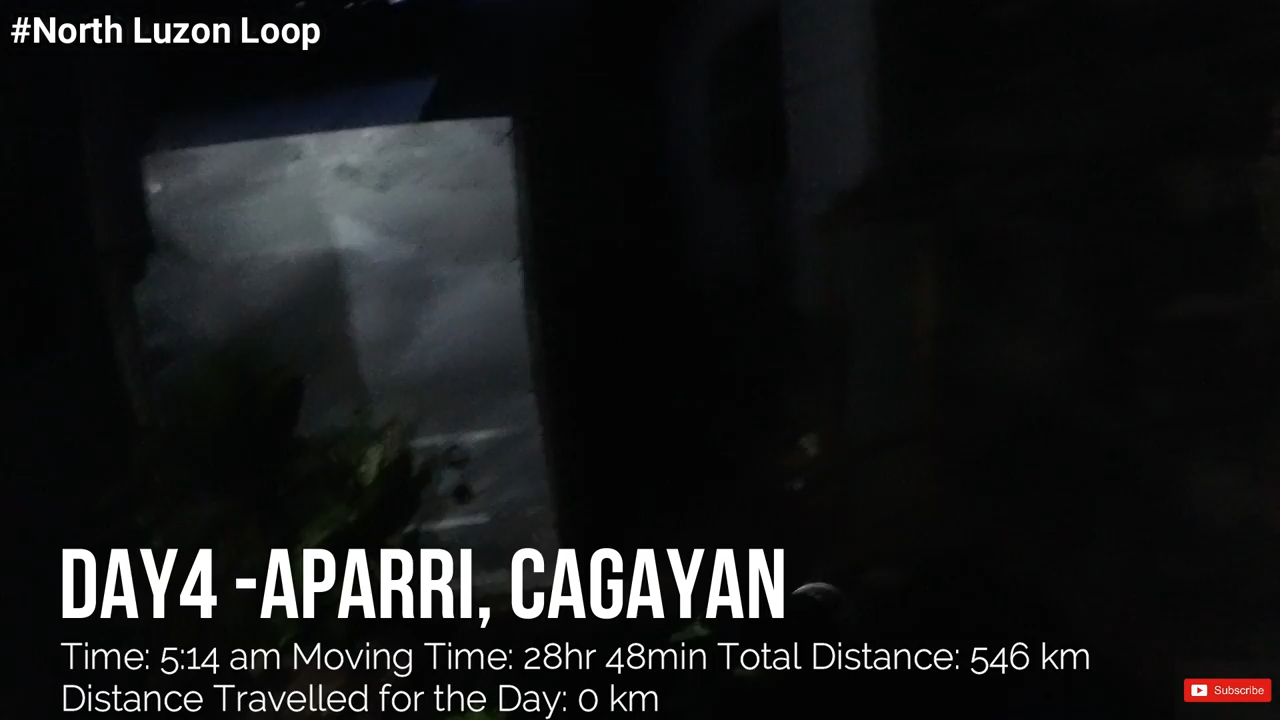 #North Luzon Loop
DAY4 -APARRI, CAGAYAN
Time: 5:14 am Moving Time: 28hr 48min Total Distance: 546 km
Distance Travelled for the Day: 0 km
Subscribe